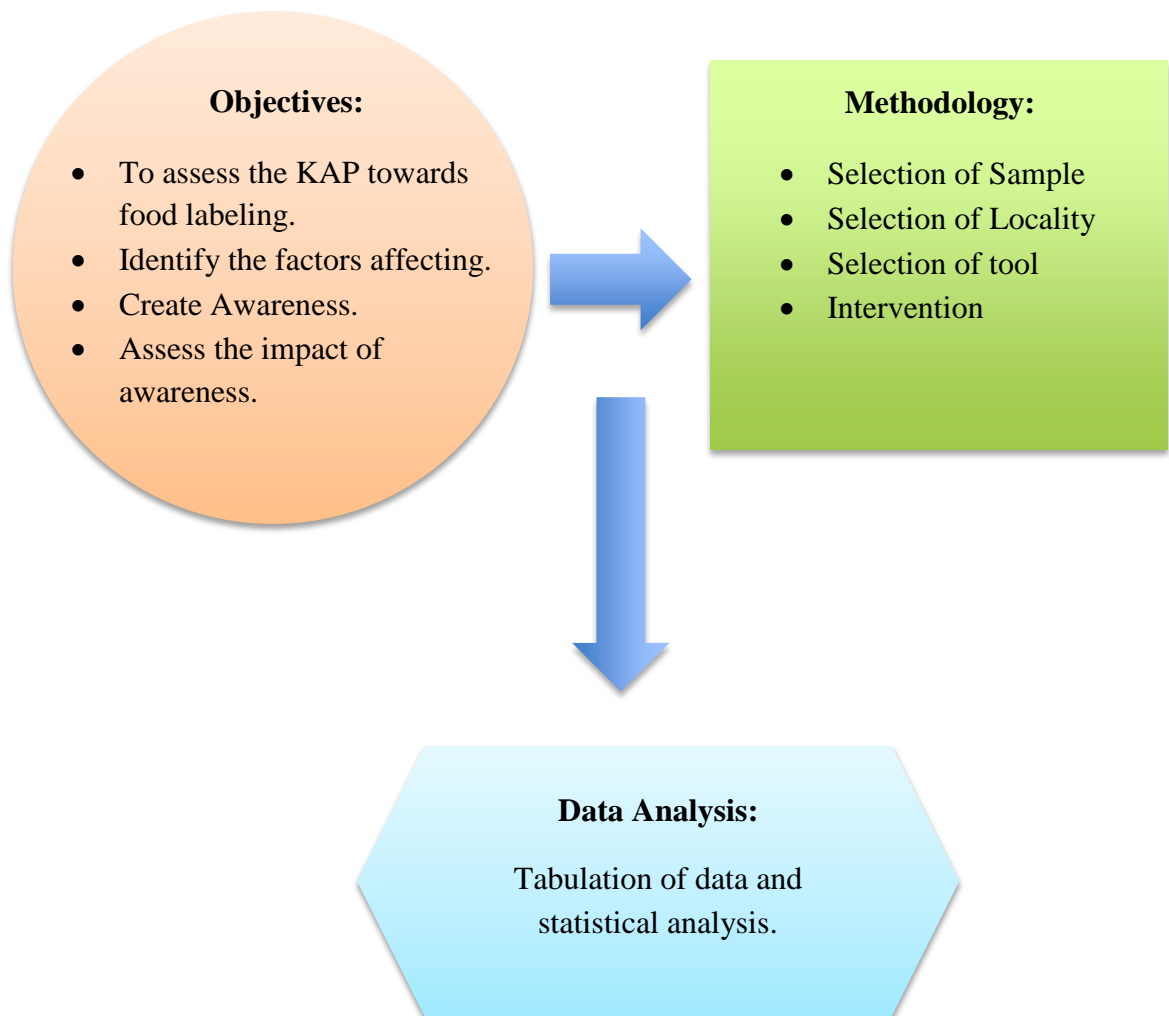 Objectives:
• To assess the KAP towards
food labeling.
• Identify the factors affecting.
• Create Awareness.
• Assess the impact of
awareness.
Methodology:
• Selection of Sample
• Selection of Locality
• Selection of tool
• Intervention
Data Analysis:
Tabulation of data and
statistical analysis.